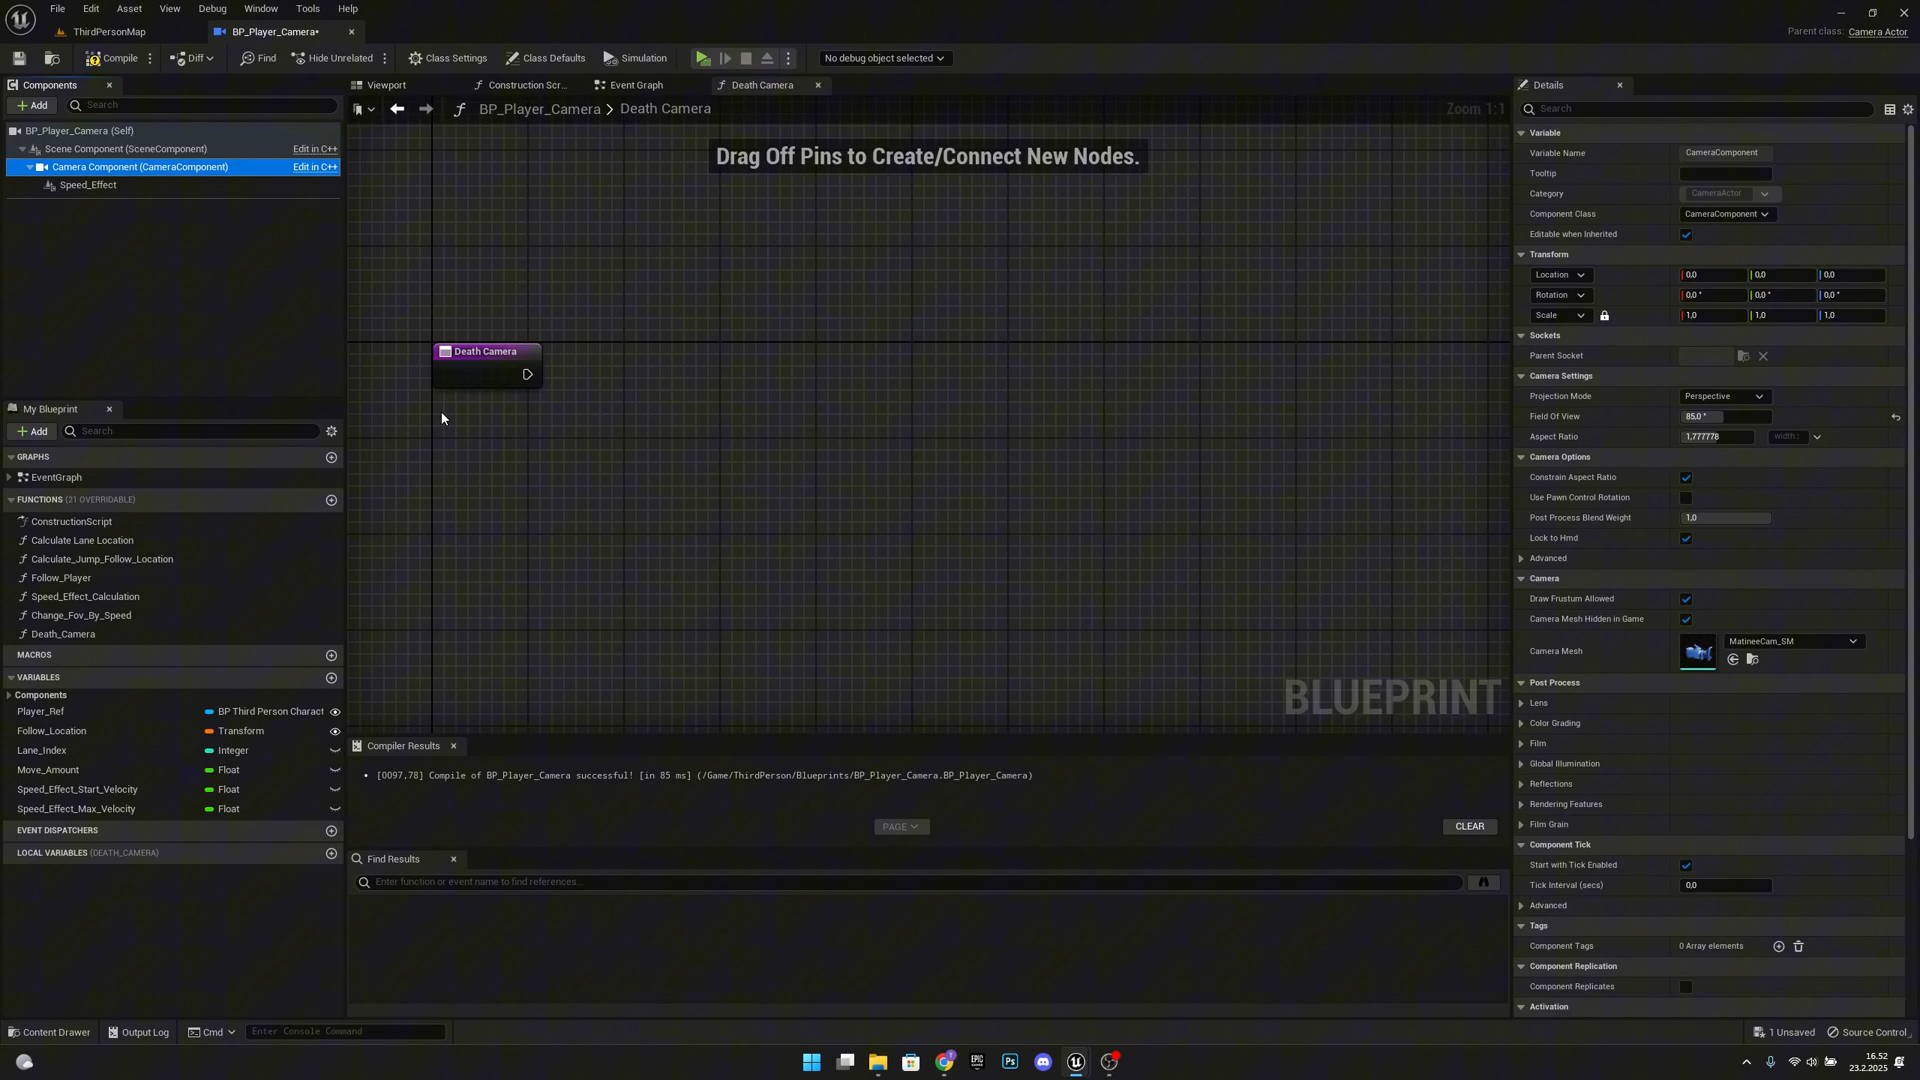 File Edit Asset View Debug Window Tools Help
ThirdPersonMap
BP_Player_Camera•
Parent class: Camera Actor
Compile
Diff
Find
Hide Unrelated
Class Settings
Class Defaults
Simulation
No debug object selected
Components
Add
Search
BP_Player_Camera (Self)
Scene Component (SceneComponent) Edit in C++
Camera Component (CameraComponent) Edit in C++
Speed_Effect
My Blueprint
Add
Search
GRAPHS
EventGraph
FUNCTIONS (21 OVERRIDABLE)
ConstructionScript
Calculate Lane Location
Calculate_Jump_Follow_Location
Follow_Player
Speed_Effect_Calculation
Change_Fov_By_Speed
Death_Camera
MACROS
VARIABLES
Components
Player_Ref BP Third Person Charact
Follow_Location Transform
Lane_Index Integer
Move_Amount Float
Speed_Effect_Start_Velocity Float
Speed_Effect_Max_Velocity Float
EVENT DISPATCHERS
LOCAL VARIABLES (DEATH_CAMERA)
Viewport
Construction Scr...
Event Graph
Death Camera
BP_Player_Camera > Death Camera
Zoom 1:1
Drag Off Pins to Create/Connect New Nodes.
Death Camera
BLUEPRINT
Compiler Results
• [0097,78] Compile of BP_Player_Camera successful! [in 85 ms] (/Game/ThirdPerson/Blueprints/BP_Player_Camera.BP_Player_Camera)
PAGE
CLEAR
Find Results
Enter function or event name to find references...
Details
Search
Variable
Variable Name CameraComponent
Tooltip
Category CameraActor
Component Class CameraComponent
Editable when Inherited
Transform
Location 0,0 0,0 0,0
Rotation 0,0 ° 0,0 ° 0,0 °
Scale 1,0 1,0 1,0
Sockets
Parent Socket
Camera Settings
Projection Mode Perspective
Field Of View 85,0 °
Aspect Ratio 1,777778 width :
Camera Options
Constrain Aspect Ratio
Use Pawn Control Rotation
Post Process Blend Weight 1,0
Lock to Hmd
Advanced
Camera
Draw Frustum Allowed
Camera Mesh Hidden in Game
Camera Mesh MatineeCam_SM
Post Process
Lens
Color Grading
Film
Global Illumination
Reflections
Rendering Features
Film Grain
Component Tick
Start with Tick Enabled
Tick Interval (secs) 0,0
Advanced
Tags
Component Tags 0 Array elements
Component Replication
Component Replicates
Activation
Content Drawer
Output Log
Cmd
Enter Console Command
1 Unsaved
Source Control
EPIC
Ps
16.52
23.2.2025